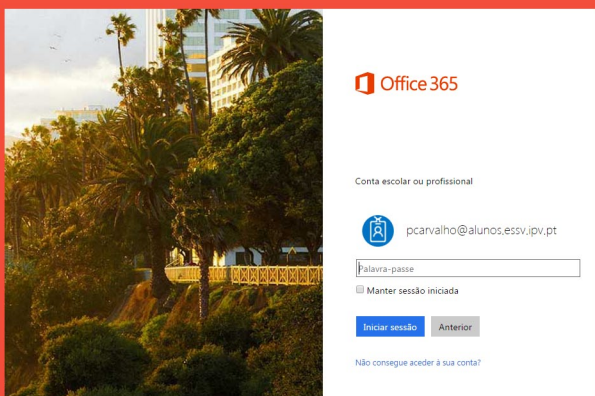 Office 365
Conta escolar ou profissional
pcarvalho@alunos.essv.ipv.pt
Palavra-passe
Manter sessão iniciada
Iniciar sessão
Anterior
Não consegue aceder à sua conta?